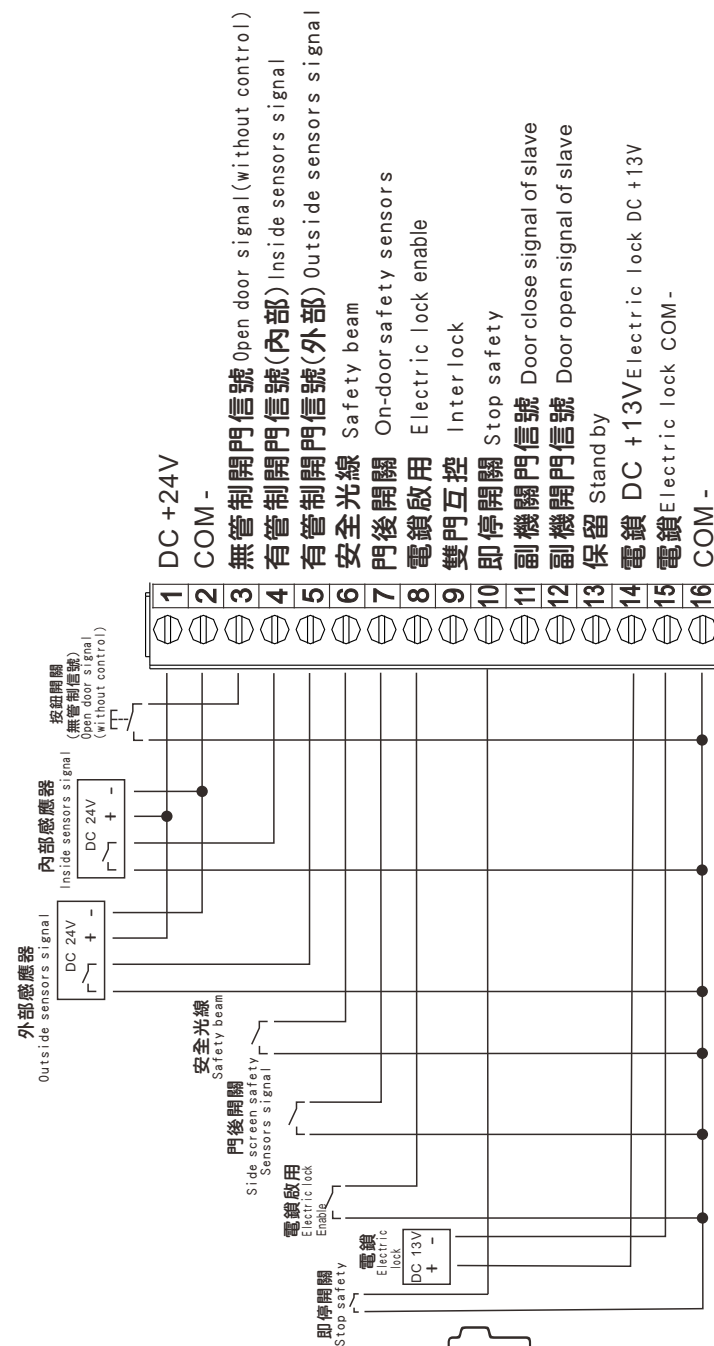 1 DC +24V
2 COM -
3 無管制開門信號 Open door signal(without control)
4 有管制開門信號(內部) Inside sensors signal
5 有管制開門信號(外部) Outside sensors signal
6 安全光線 Safety beam
7 門後開關 On-door safety sensors
8 電鎖啟用 Electric lock enable
9 雙門互控 Interlock
10 即停開關 Stop safety
11 副機關門信號 Door close signal of slave
12 副機開門信號 Door open signal of slave
13 保留 Stand by
14 電鎖 DC +13V Electric lock DC +13V
15 電鎖 Electric lock COM -
16 COM -
按鈕開關
(無管制信號)
Open door signal
(without control)
內部感應器
Inside sensors signal
DC 24V
+ -
外部感應器
Outside sensors signal
DC 24V
+ -
安全光線
Safety beam
門後開關
Side screen safety
Sensors signal
電鎖啟用
Electric lock
Enable
電鎖
Electric
lock
DC 13V
+ -
即停開關
Stop safety